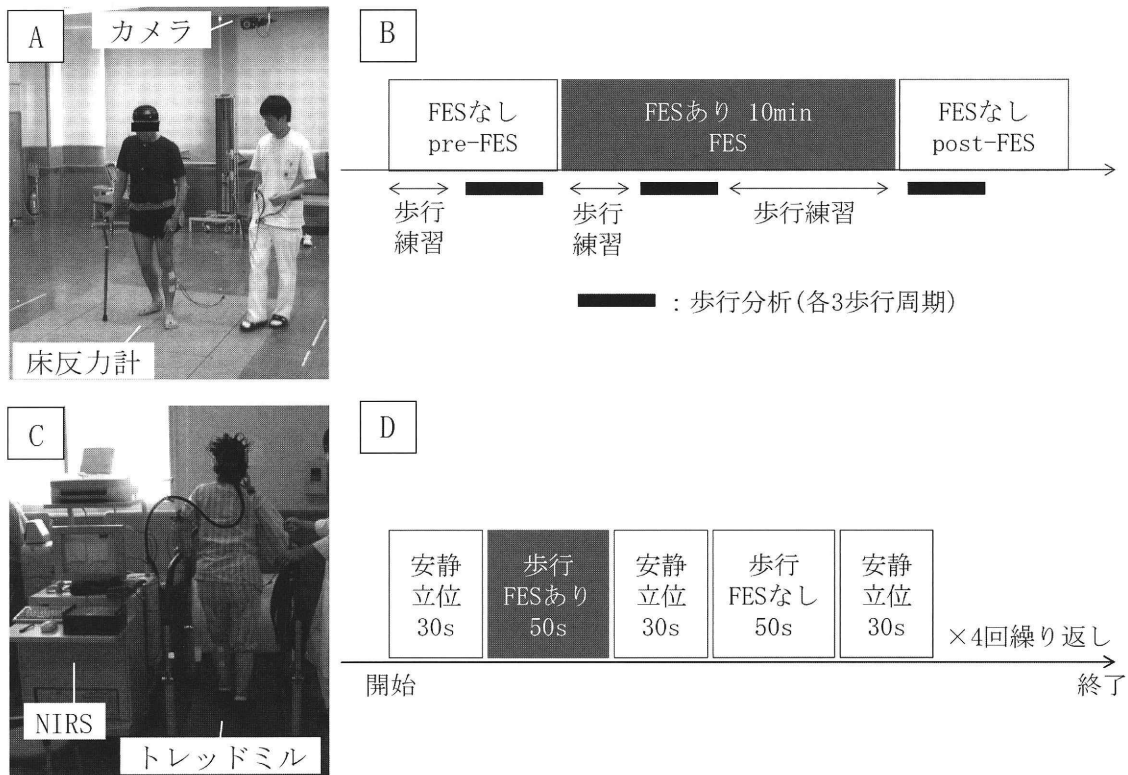 A
カメラ
床反力計
B
FESなし
pre-FES
FESあり 10min
FES
FESなし
post-FES
歩行
練習
歩行
練習
歩行練習
：歩行分析(各3歩行周期)
C
NIRS
トレッドミル
D
安静
立位
30s
歩行
FESあり
50s
安静
立位
30s
歩行
FESなし
50s
安静
立位
30s
×4回繰り返し
開始
終了